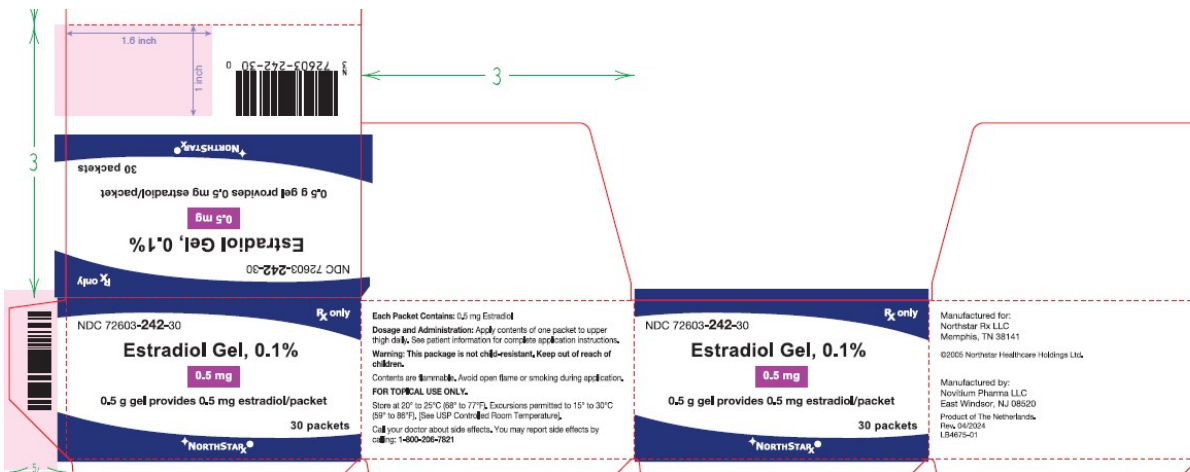 1.6 inch
1 inch
N 3 72603-242-30 0
3
3
NORTHSTAR℞
30 packets
0.5 g gel provides 0.5 mg estradiol/packet
0.5 mg
Estradiol Gel, 0.1%
NDC 72603-242-30
℞ only
℞ only
NDC 72603-242-30
Estradiol Gel, 0.1%
0.5 mg
0.5 g gel provides 0.5 mg estradiol/packet
30 packets
NORTHSTAR℞
Each Packet Contains: 0.5 mg Estradiol
Dosage and Administration: Apply contents of one packet to upper
thigh daily. See patient information for complete application instructions.
Warning: This package is not child-resistant. Keep out of reach of
children.
Contents are flammable. Avoid open flame or smoking during application.
FOR TOPICAL USE ONLY.
Store at 20° to 25°C (68° to 77°F). Excursions permitted to 15° to 30°C
(59° to 86°F). [See USP Controlled Room Temperature].
Call your doctor about side effects. You may report side effects by
calling: 1-800-206-7821
℞ only
NDC 72603-242-30
Estradiol Gel, 0.1%
0.5 mg
0.5 g gel provides 0.5 mg estradiol/packet
30 packets
NORTHSTAR℞
Manufactured for:
Northstar Rx LLC
Memphis, TN 38141
©2005 Northstar Healthcare Holdings Ltd.
Manufactured by:
Novitium Pharma LLC
East Windsor, NJ 08520
Product of The Netherlands.
Rev. 04/2024
LB4675-01